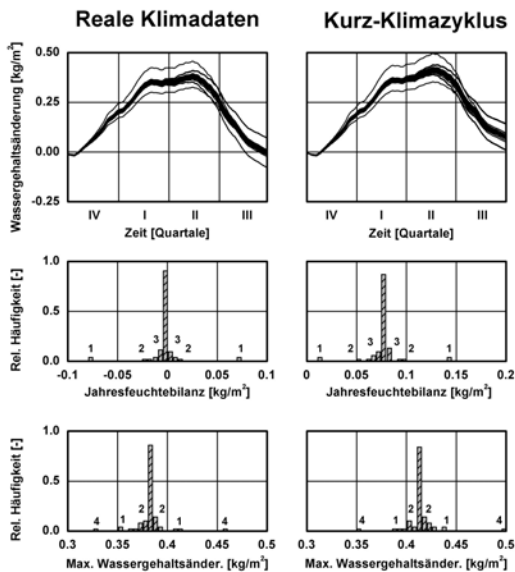 Reale Klimadaten Kurz-Klimazyklus
Wassergehaltsänderung [kg/m²]
0.50
0.25
0.00
-0.25
IV I II III IV I II III
Zeit [Quartale] Zeit [Quartale]
Rel. Häufigkeit [-]
1.0
0.5
0.0
1 2 3 3 2 1 1 2 3 3 2 1
-0.1 -0.05 0 0.05 0.1 0 0.05 0.1 0.15 0.2
Jahresfeuchtebilanz [kg/m²] Jahresfeuchtebilanz [kg/m²]
Rel. Häufigkeit [-]
1.0
0.5
0.0
4 1 2 2 1 4 4 1 2 2 1 4
0.3 0.35 0.4 0.45 0.5 0.3 0.35 0.4 0.45 0.5
Max. Wassergehaltsänder. [kg/m²] Max. Wassergehaltsänder. [kg/m²]